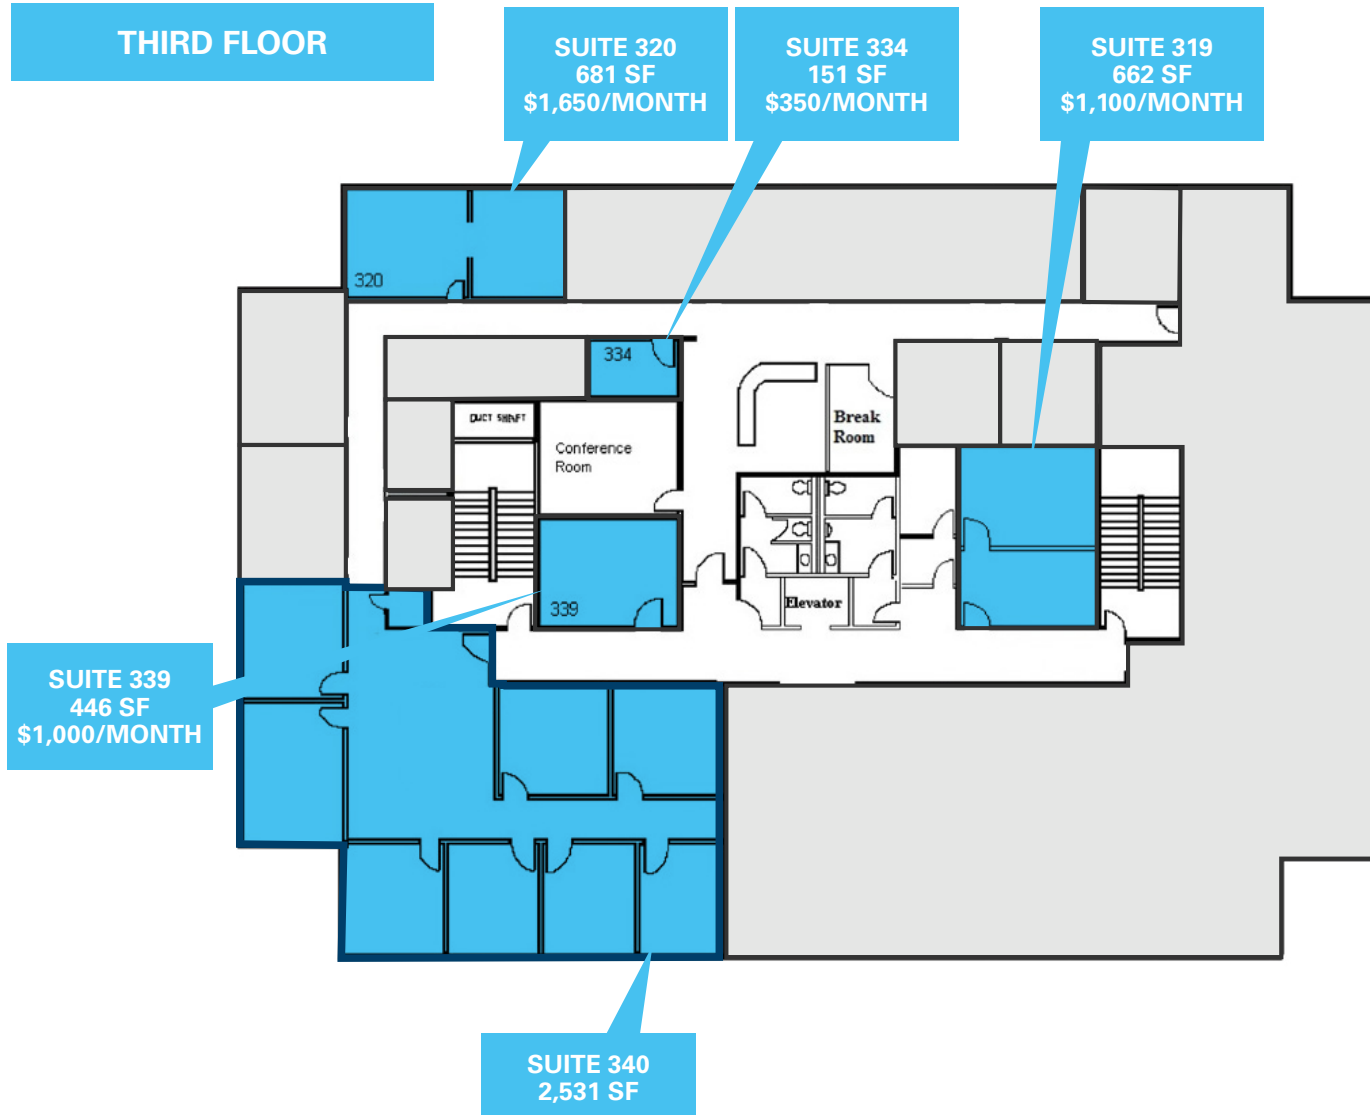 THIRD FLOOR
SUITE 320
681 SF
$1,650/MONTH
SUITE 334
151 SF
$350/MONTH
SUITE 319
662 SF
$1,100/MONTH
320
334
DUCT SHAFT
Conference
Room
Break
Room
339
Elevator
SUITE 339
446 SF
$1,000/MONTH
SUITE 340
2,531 SF